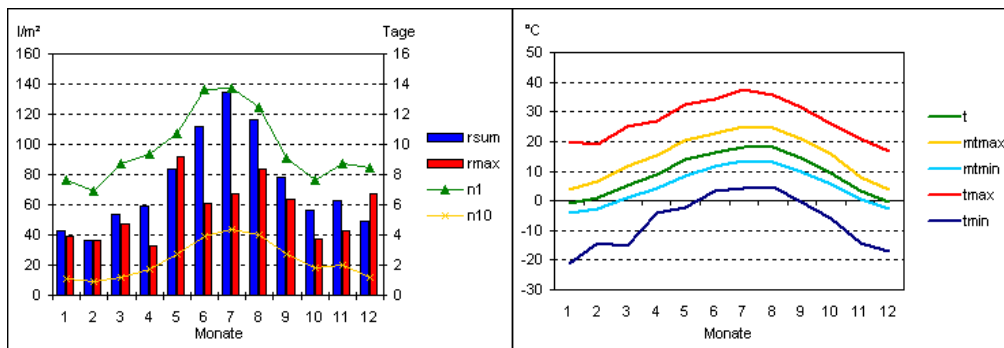 l/m²
Tage
160
140
120
100
80
60
40
20
0
16
14
12
10
8
6
4
2
0
1 2 3 4 5 6 7 8 9 10 11 12
Monate
rsum
rmax
n1
n10
°C
50
40
30
20
10
0
-10
-20
-30
1 2 3 4 5 6 7 8 9 10 11 12
Monate
t
mtmax
mtmin
tmax
tmin